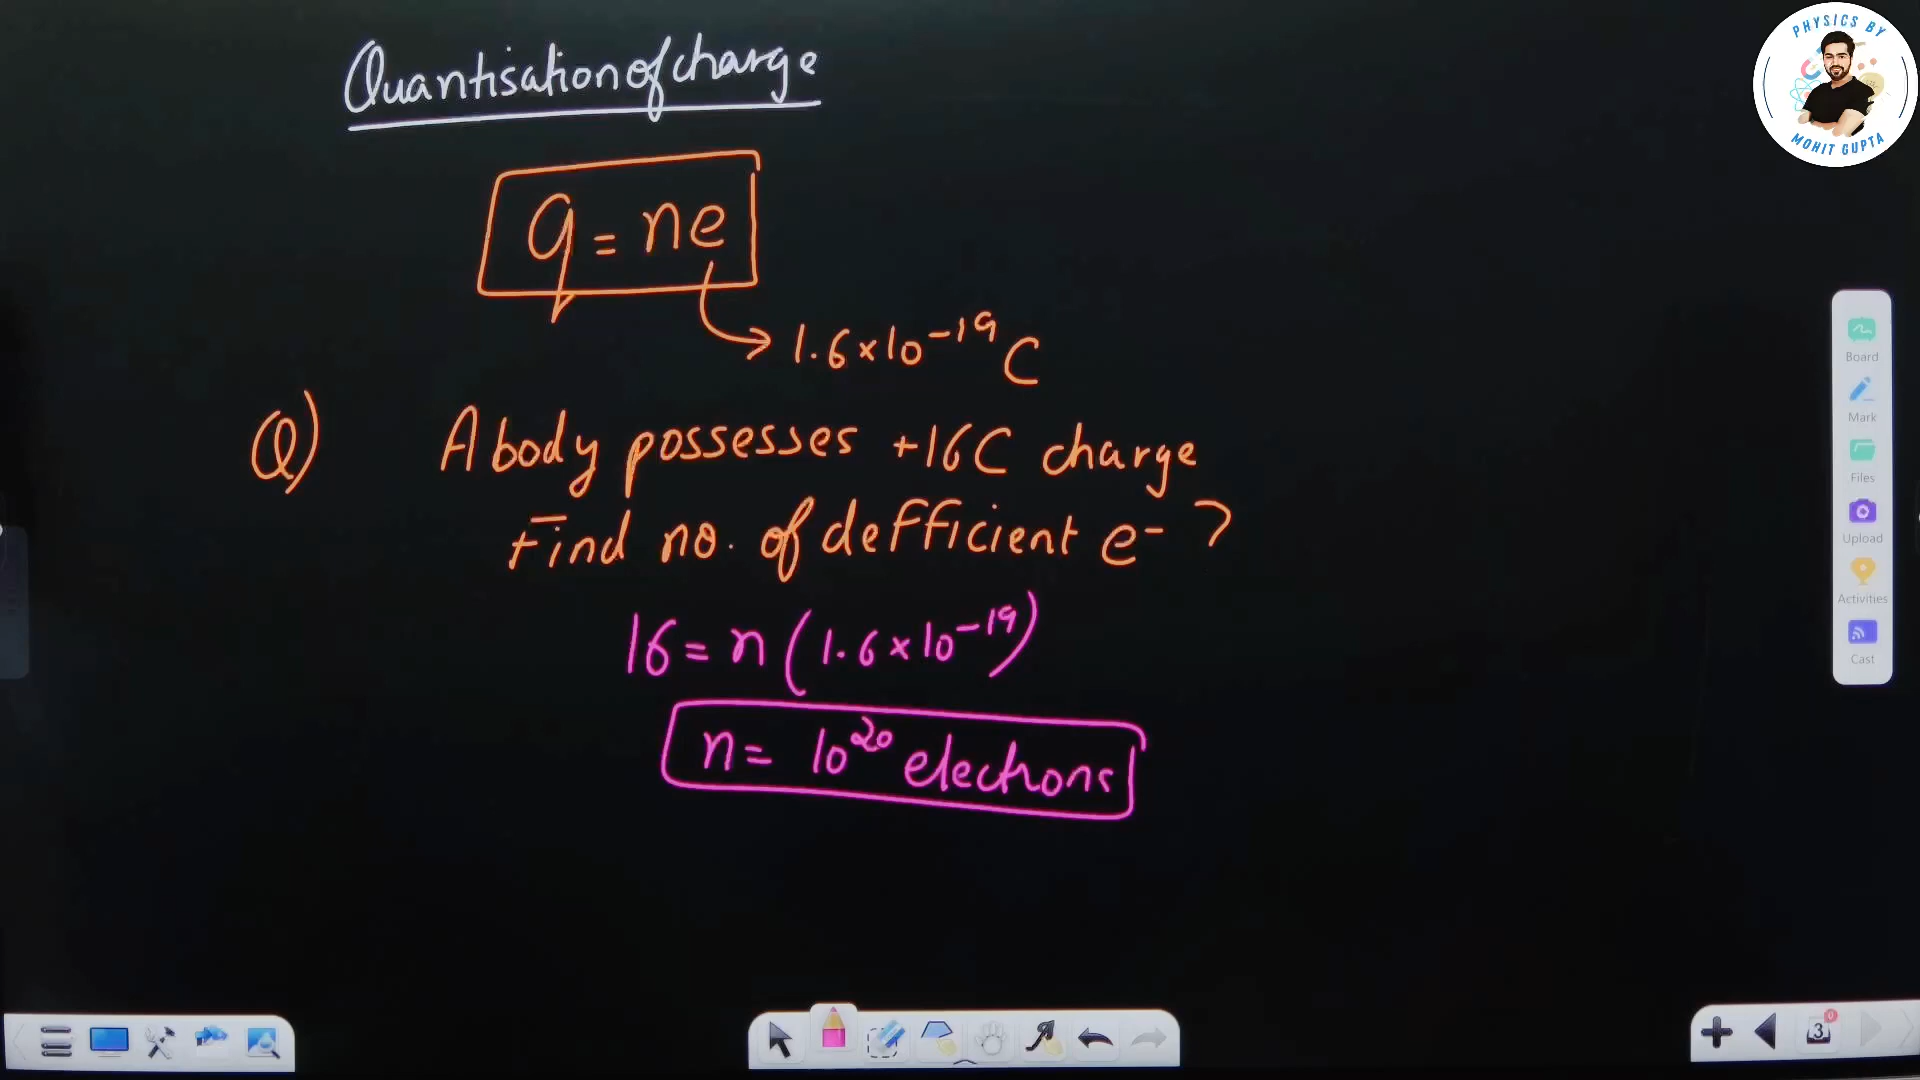 Quantisation of charge
PHYSICS BY
MOHIT GUPTA
q = ne
1.6×10⁻¹⁹ C
Q) A body possesses +16C charge
Find no. of defficient e⁻ ?
16 = n (1.6×10⁻¹⁹)
n = 10²⁰ electrons
Board
Mark
Files
Upload
Activities
Cast
3
0